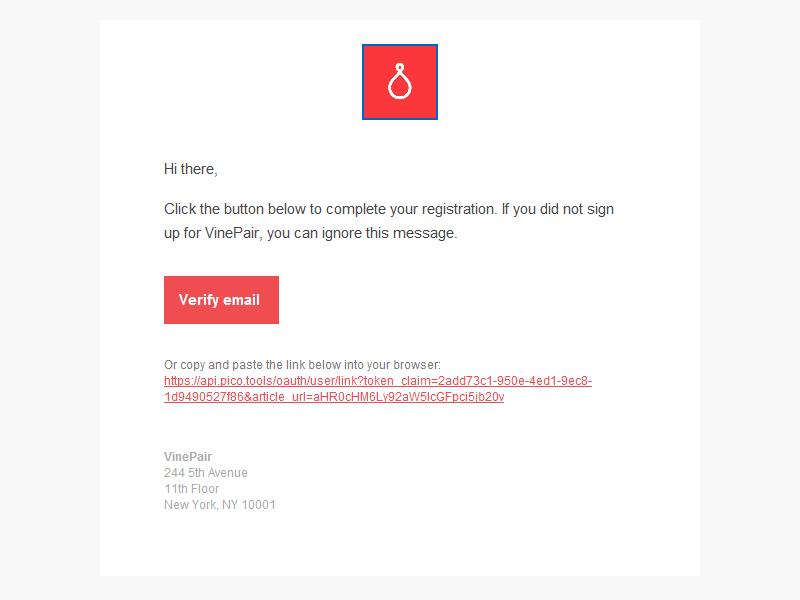 Hi there,
Click the button below to complete your registration. If you did not sign
up for VinePair, you can ignore this message.
Verify email
Or copy and paste the link below into your browser:
https://api.pico.tools/oauth/user/link?token_claim=2add73c1-950e-4ed1-9ec8-
1d9490527f86&article_url=aHR0cHM6Ly92aW5lcGFpci5jb20v
VinePair
244 5th Avenue
11th Floor
New York, NY 10001